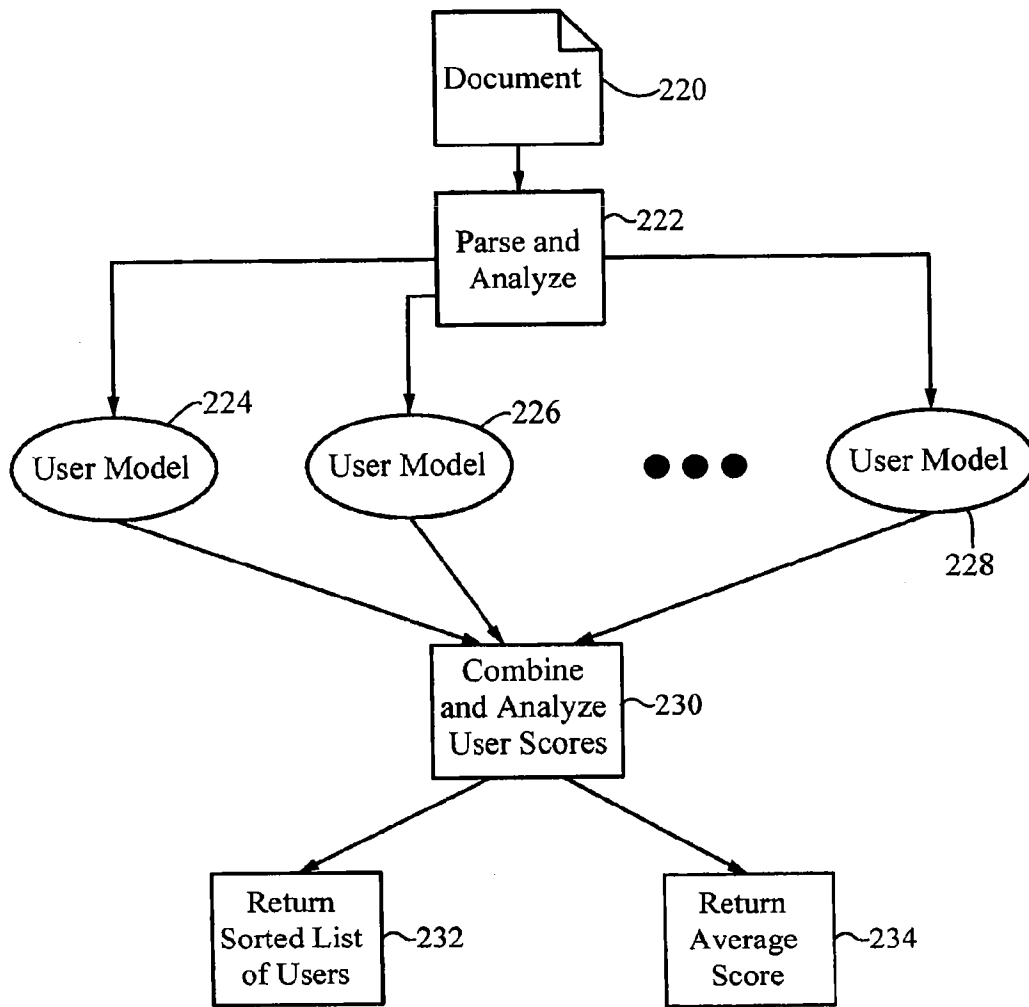 Document
220
Parse and
Analyze
222
User Model
224
User Model
226
User Model
228
Combine
and Analyze
User Scores
230
Return
Sorted List
of Users
232
Return
Average
Score
234